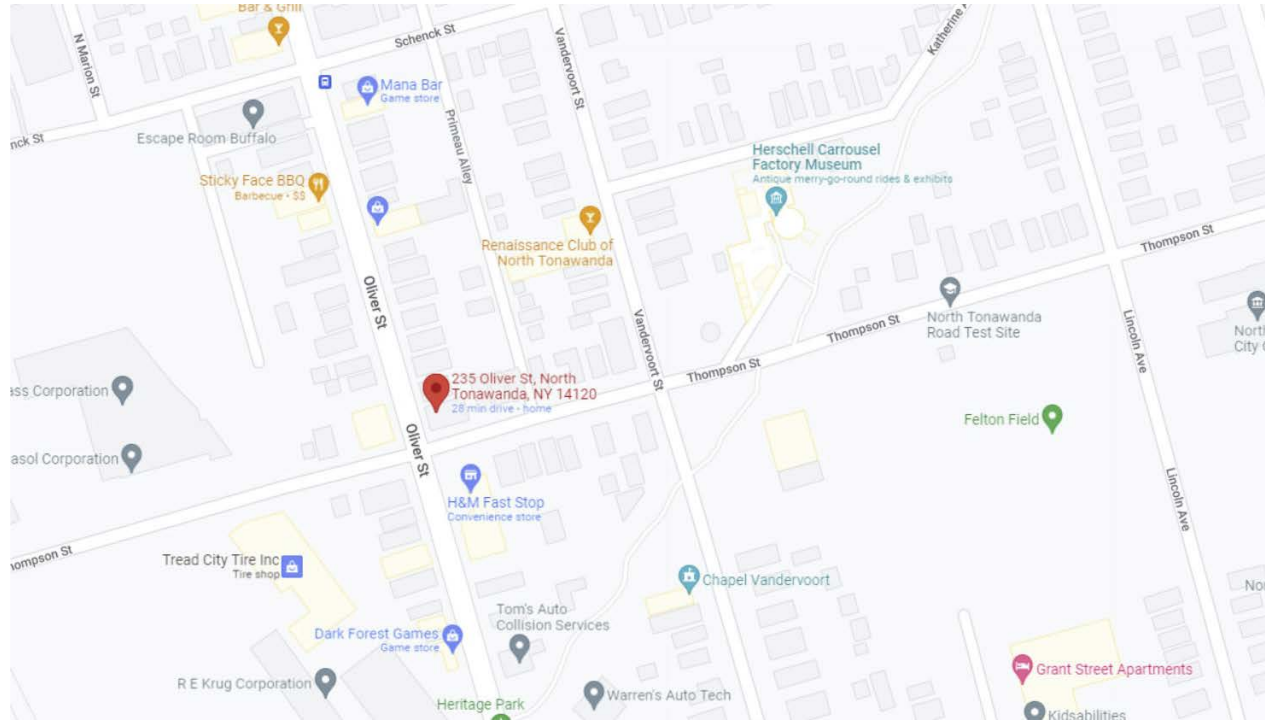 Bar & Grill
N Marion St
Schenck St
Vandervoort St
Katherine
Mana Bar
Game store
Escape Room Buffalo
Primeau Alley
nck St
Herschell Carrousel
Factory Museum
Antique merry-go-round rides & exhibits
Sticky Face BBQ
Barbecue • $$
Renaissance Club of
North Tonawanda
Thompson St
Oliver St
North Tonawanda
Road Test Site
Thompson St
Lincoln Ave
North
City
Vandervoort St
Thompson St
235 Oliver St, North
Tonawanda, NY 14120
28 min drive - home
ass Corporation
Felton Field
Oliver St
asol Corporation
H&M Fast Stop
Convenience store
Lincoln Ave
hompson St
Tread City Tire Inc
Tire shop
Chapel Vandervoort
No
Tom's Auto
Collision Services
Dark Forest Games
Game store
Grant Street Apartments
R E Krug Corporation
Warren's Auto Tech
Heritage Park
Kidsabilities